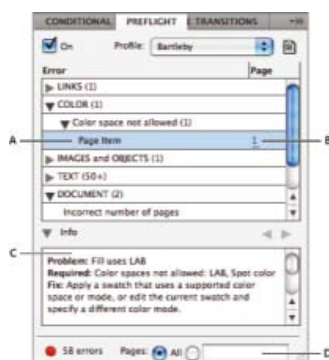 CONDITIONAL PREFLIGHT E TRANSITIONS
On Profile: Bartleby
Error Page
LINKS (1)
COLOR (1)
Color space not allowed (1)
A Page Item 1 B
IMAGES and OBJECTS (1)
TEXT (50+)
DOCUMENT (2)
Incorrect number of pages
Info
C
Problem: Fill uses LAB
Required: Color spaces not allowed: LAB, Spot color
Fix: Apply a swatch that uses a supported color
space or mode, or edit the current swatch and
specify a different color mode.
58 errors Pages: All D